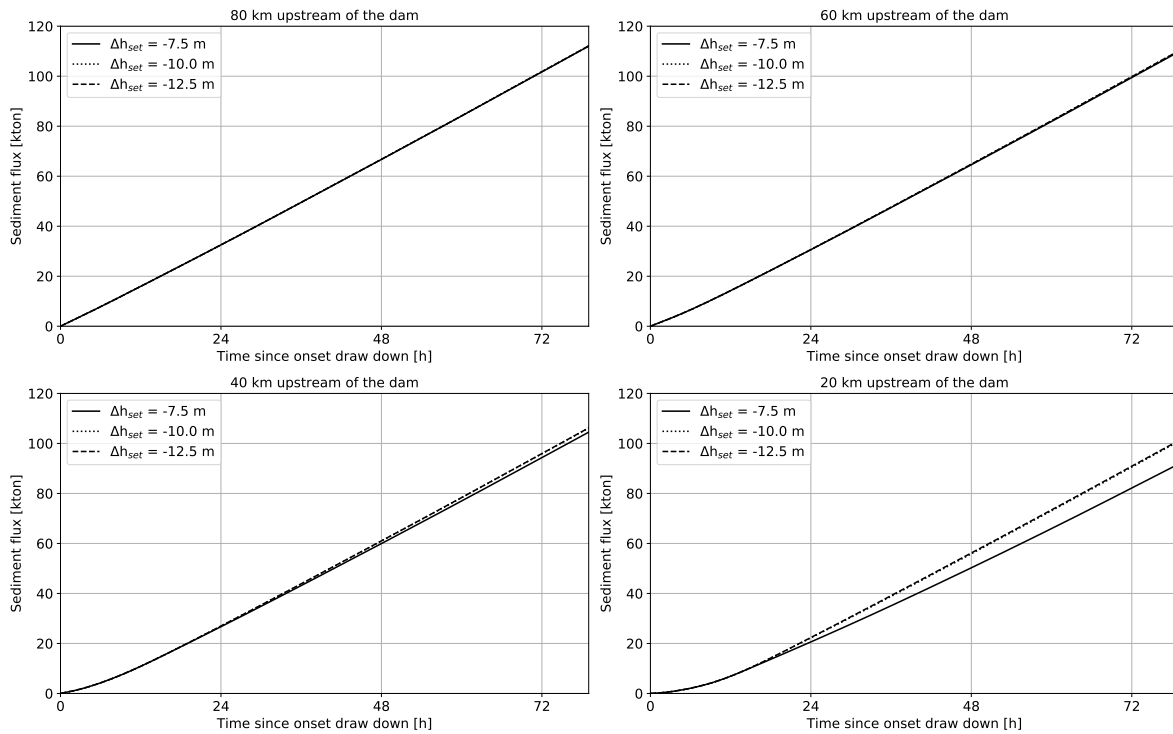 80 km upstream of the dam
Δh_set = -7.5 m
Δh_set = -10.0 m
Δh_set = -12.5 m
120
100
80
60
40
20
0
Sediment flux [kton]
0 24 48 72
Time since onset draw down [h]
60 km upstream of the dam
Δh_set = -7.5 m
Δh_set = -10.0 m
Δh_set = -12.5 m
120
100
80
60
40
20
0
Sediment flux [kton]
0 24 48 72
Time since onset draw down [h]
40 km upstream of the dam
Δh_set = -7.5 m
Δh_set = -10.0 m
Δh_set = -12.5 m
120
100
80
60
40
20
0
Sediment flux [kton]
0 24 48 72
Time since onset draw down [h]
20 km upstream of the dam
Δh_set = -7.5 m
Δh_set = -10.0 m
Δh_set = -12.5 m
120
100
80
60
40
20
0
Sediment flux [kton]
0 24 48 72
Time since onset draw down [h]